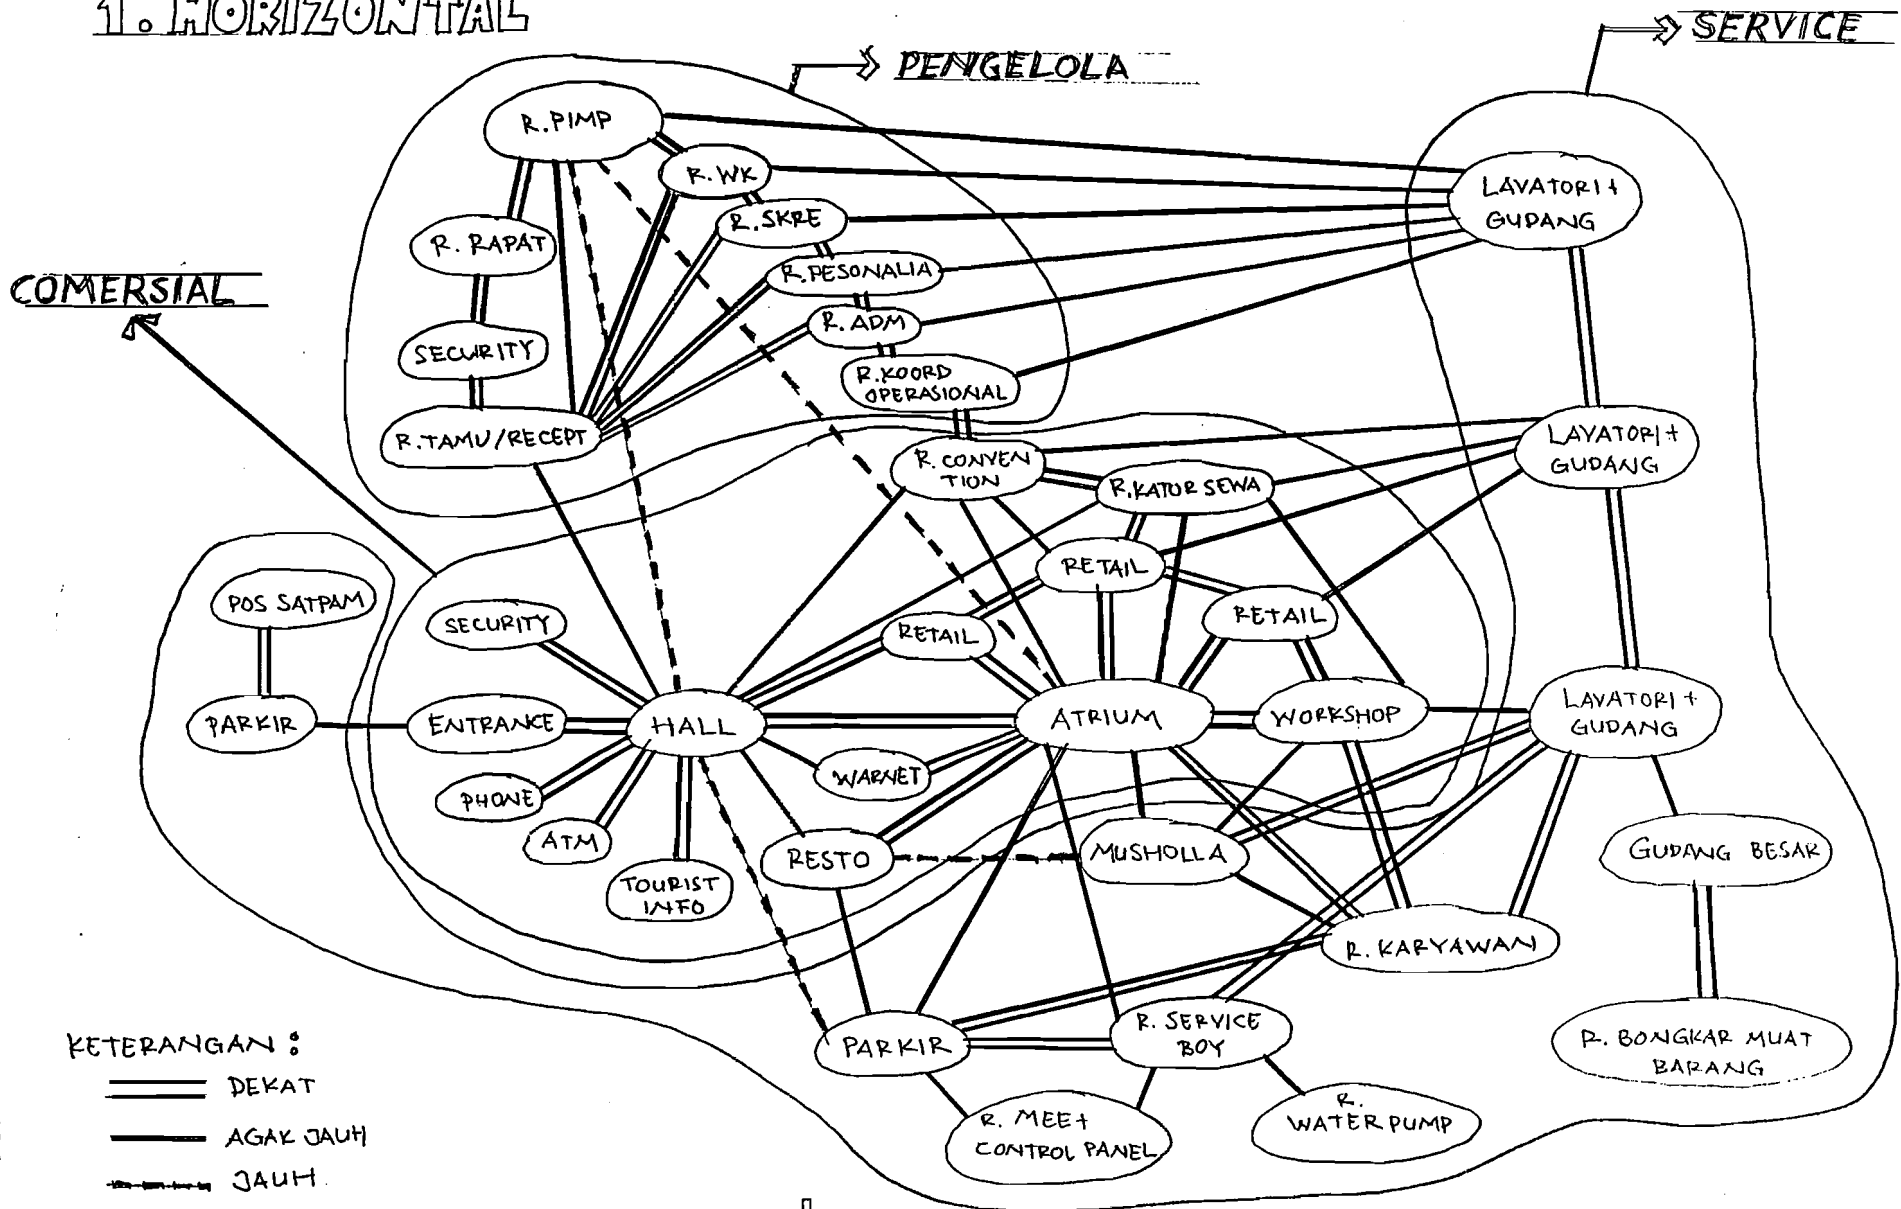 1. HORIZONTAL
SERVICE
PENGELOLA
COMERSIAL
R. PIMP
R. WK
R. SKRE
R. RAPAT
R. PESONALIA
R. ADM
SECURITY
R. KOORD
OPERASIONAL
R. TAMU/RECEPT
LAVATORI +
GUDANG
LAVATORI +
GUDANG
R. CONVEN
TION
R. KATOR SEWA
RETAIL
RETAIL
RETAIL
POS SATPAM
SECURITY
PARKIR
ENTRANCE
HALL
ATRIUM
WORKSHOP
LAVATORI +
GUDANG
PHONE
WARNET
ATM
RESTO
MUSHOLLA
GUDANG BESAR
TOURIST
INFO
R. KARYAWAN
PARKIR
R. SERVICE
BOY
R. BONGKAR MUAT
BARANG
R. MEE +
CONTROL PANEL
R.
WATER PUMP
KETERANGAN :
DEKAT
AGAK JAUH
JAUH